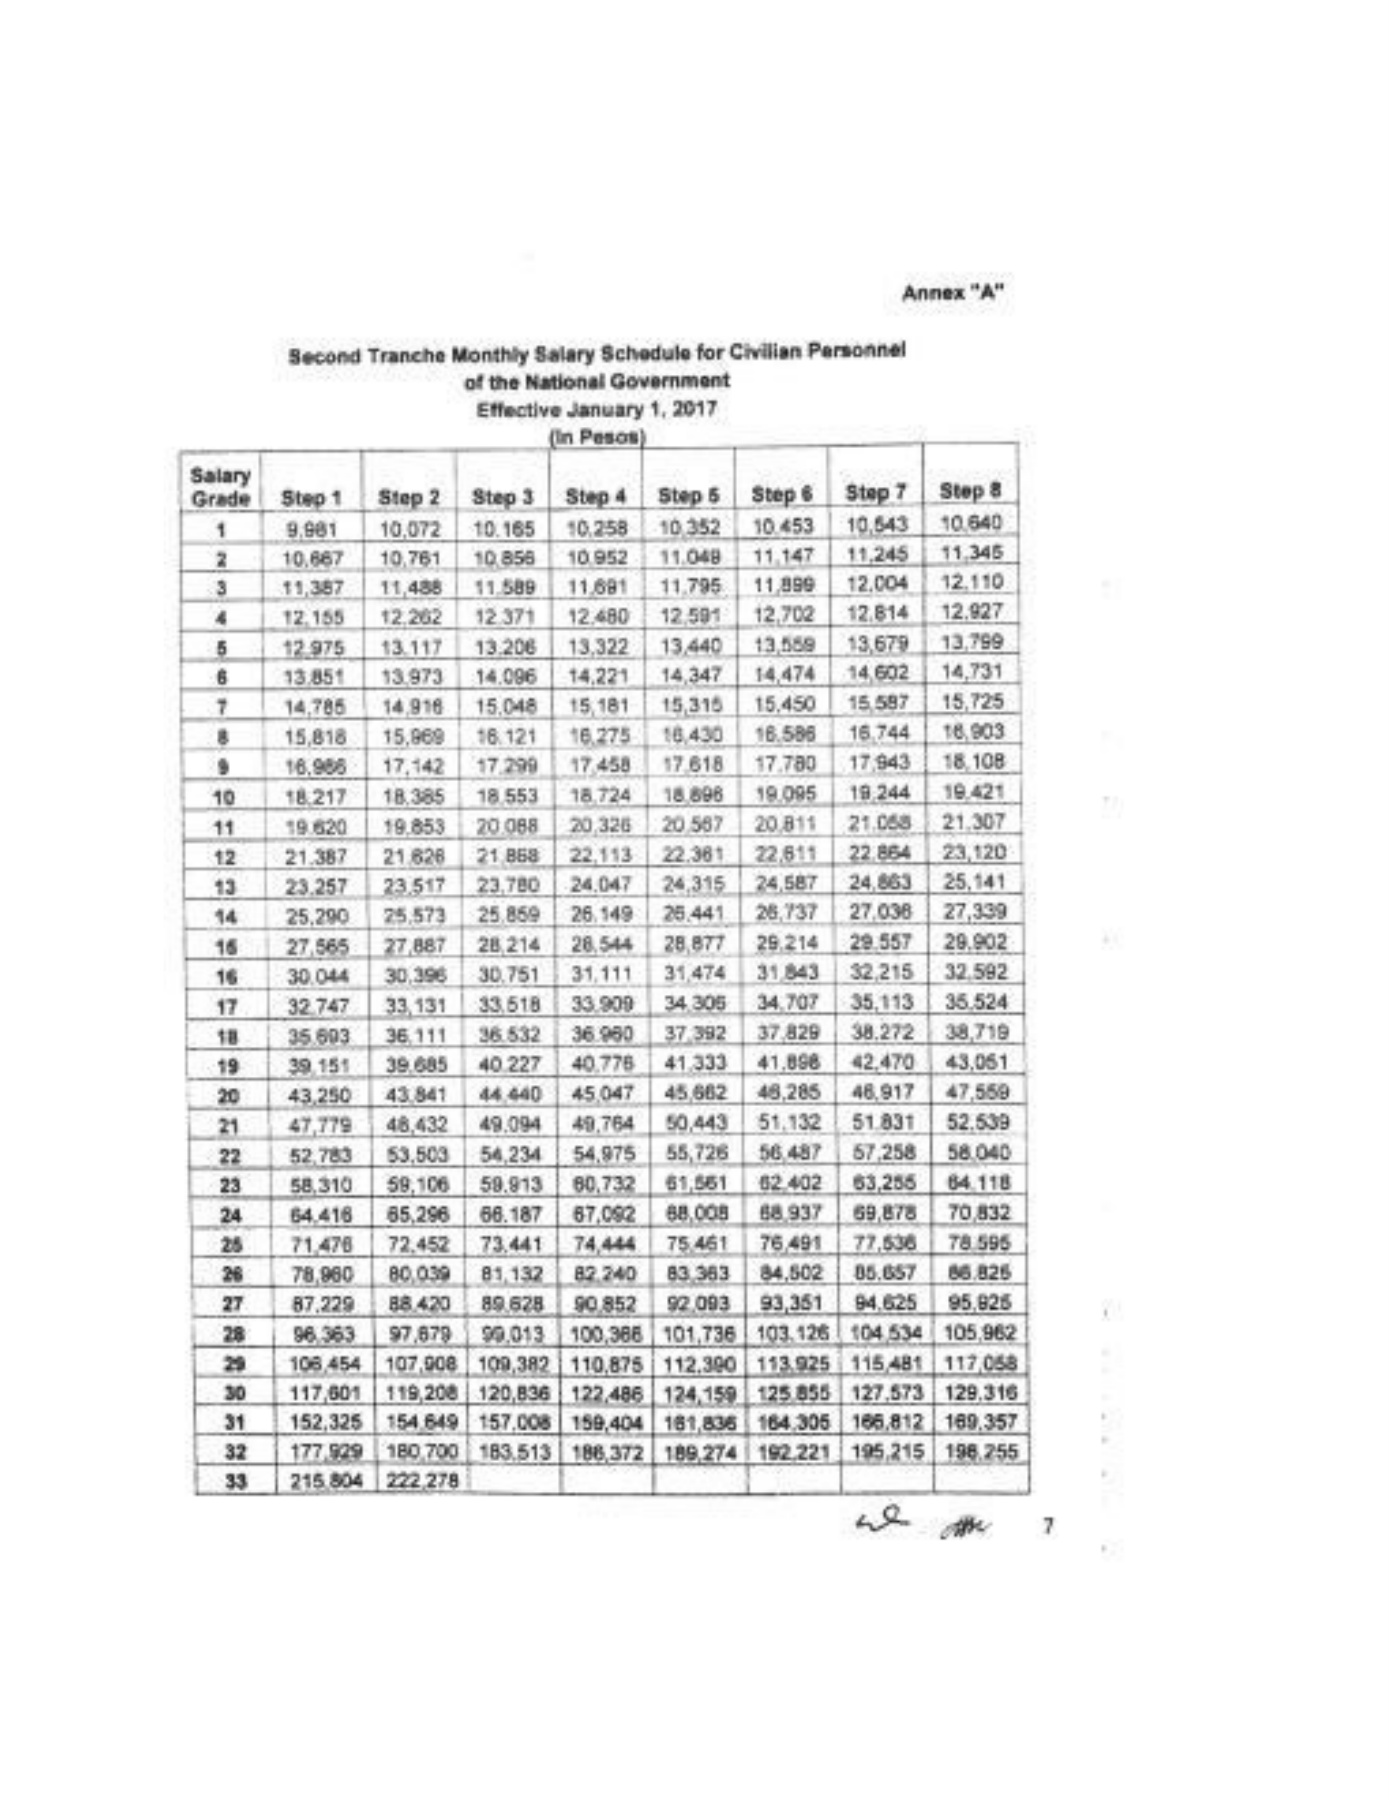 Annex "A"
Second Tranche Monthly Salary Schedule for Civilian Personnel
of the National Government
Effective January 1, 2017
(In Pesos)
Salary Grade Step 1 Step 2 Step 3 Step 4 Step 5 Step 6 Step 7 Step 8
1 9,981 10,072 10,165 10,258 10,352 10,453 10,543 10,640
2 10,667 10,761 10,856 10,952 11,049 11,147 11,245 11,345
3 11,387 11,488 11,589 11,691 11,795 11,899 12,004 12,110
4 12,155 12,262 12,371 12,480 12,591 12,702 12,814 12,927
5 12,975 13,117 13,206 13,322 13,440 13,559 13,679 13,799
6 13,851 13,973 14,096 14,221 14,347 14,474 14,602 14,731
7 14,785 14,916 15,048 15,181 15,315 15,450 15,587 15,725
8 15,818 15,969 16,121 16,275 16,430 16,586 16,744 16,903
9 16,986 17,142 17,299 17,458 17,618 17,780 17,943 18,108
10 18,217 18,385 18,553 18,724 18,896 19,095 19,244 19,421
11 19,620 19,853 20,088 20,326 20,567 20,811 21,058 21,307
12 21,387 21,626 21,868 22,113 22,361 22,611 22,864 23,120
13 23,257 23,517 23,780 24,047 24,315 24,587 24,863 25,141
14 25,290 25,573 25,859 26,149 26,441 26,737 27,036 27,339
15 27,565 27,887 28,214 28,544 28,877 29,214 29,557 29,902
16 30,044 30,396 30,751 31,111 31,474 31,843 32,215 32,592
17 32,747 33,131 33,518 33,909 34,306 34,707 35,113 35,524
18 35,693 36,111 36,532 36,960 37,392 37,829 38,272 38,719
19 39,151 39,685 40,227 40,776 41,333 41,898 42,470 43,051
20 43,250 43,841 44,440 45,047 45,662 46,285 46,917 47,559
21 47,779 48,432 49,094 49,764 50,443 51,132 51,831 52,539
22 52,783 53,503 54,234 54,975 55,726 56,487 57,258 58,040
23 58,310 59,106 59,913 60,732 61,561 62,402 63,255 64,118
24 64,416 65,296 66,187 67,092 68,008 68,937 69,878 70,832
25 71,476 72,452 73,441 74,444 75,461 76,491 77,536 78,595
26 78,960 80,039 81,132 82,240 83,363 84,502 85,657 86,825
27 87,229 88,420 89,628 90,852 92,093 93,351 94,625 95,925
28 96,363 97,679 99,013 100,366 101,736 103,126 104,534 105,962
29 106,454 107,908 109,382 110,875 112,390 113,925 115,481 117,058
30 117,601 119,208 120,836 122,486 124,159 125,855 127,573 129,316
31 152,325 154,649 157,008 159,404 161,836 164,305 166,812 169,357
32 177,929 180,700 183,513 186,372 189,274 192,221 195,215 198,255
33 215,804 222,278
7